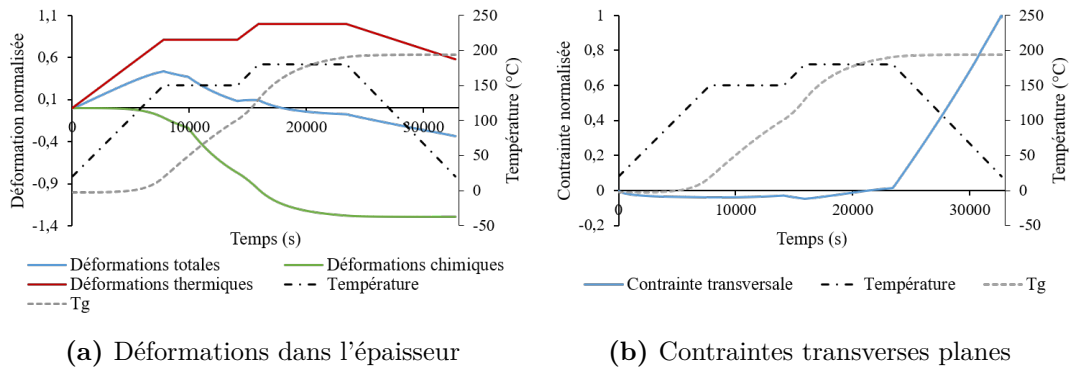 Déformation normalisée
1,1
0,6
0,1
-0,4
-0,9
-1,4
0
10000
20000
30000
Temps (s)
250
200
150
100
50
0
-50
Température (°C)
Déformations totales
Déformations chimiques
Déformations thermiques
Température
Tg
(a) Déformations dans l'épaisseur
Contrainte normalisée
1
0,8
0,6
0,4
0,2
0
-0,2
0
10000
20000
30000
Temps (s)
250
200
150
100
50
0
-50
Température (°C)
Contrainte transversale
Température
Tg
(b) Contraintes transverses planes